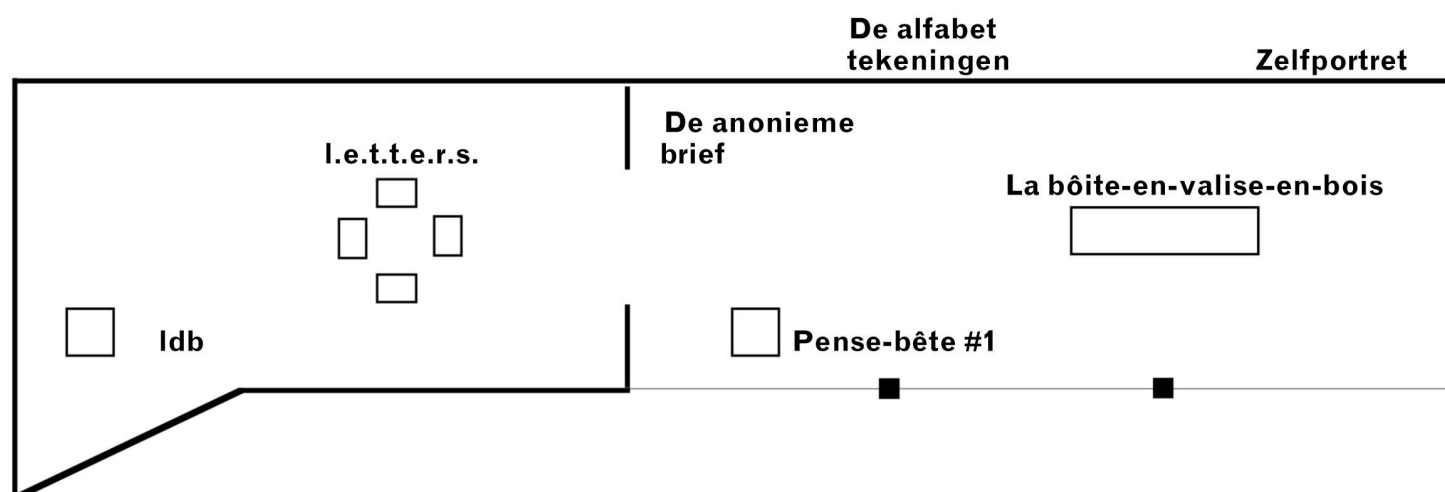 De alfabet
tekeningen
Zelfportret
De anonieme
brief
l.e.t.t.e.r.s.
La bôite-en-valise-en-bois
ldb
Pense-bête #1